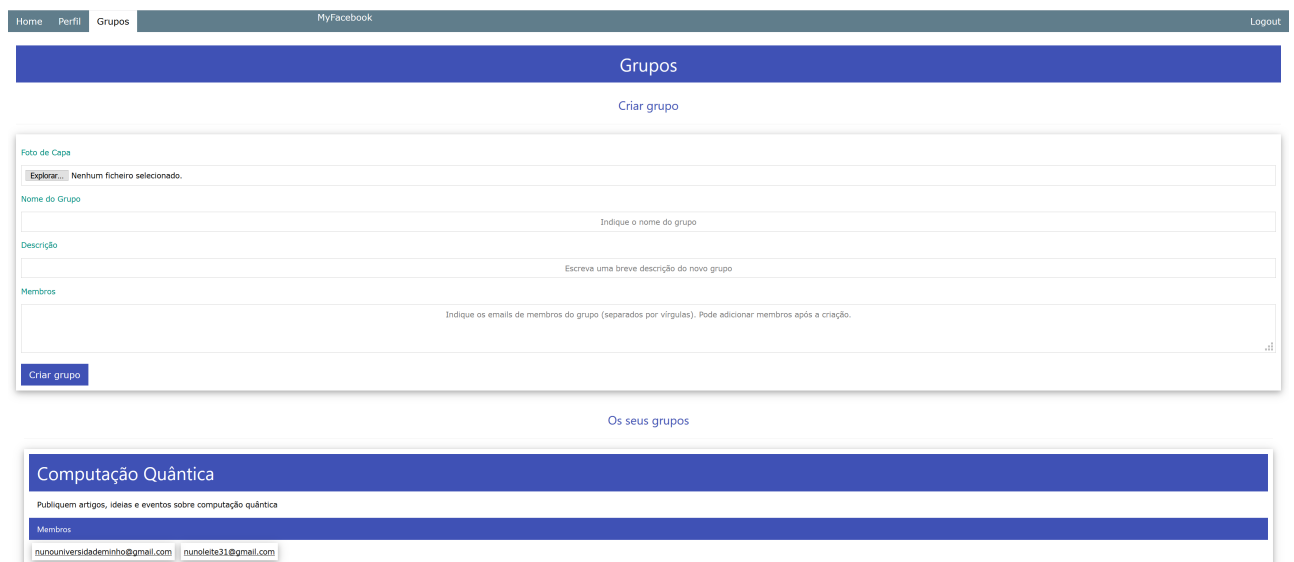 Home Perfil Grupos MyFacebook Logout
Grupos
Criar grupo
Foto de Capa
Explorar... Nenhum ficheiro selecionado.
Nome do Grupo
Indique o nome do grupo
Descrição
Escreva uma breve descrição do novo grupo
Membros
Indique os emails de membros do grupo (separados por vírgulas). Pode adicionar membros após a criação.
Criar grupo
Os seus grupos
Computação Quântica
Publiquem artigos, ideias e eventos sobre computação quântica
Membros
nunouniversidademinho@gmail.com nunoleite31@gmail.com